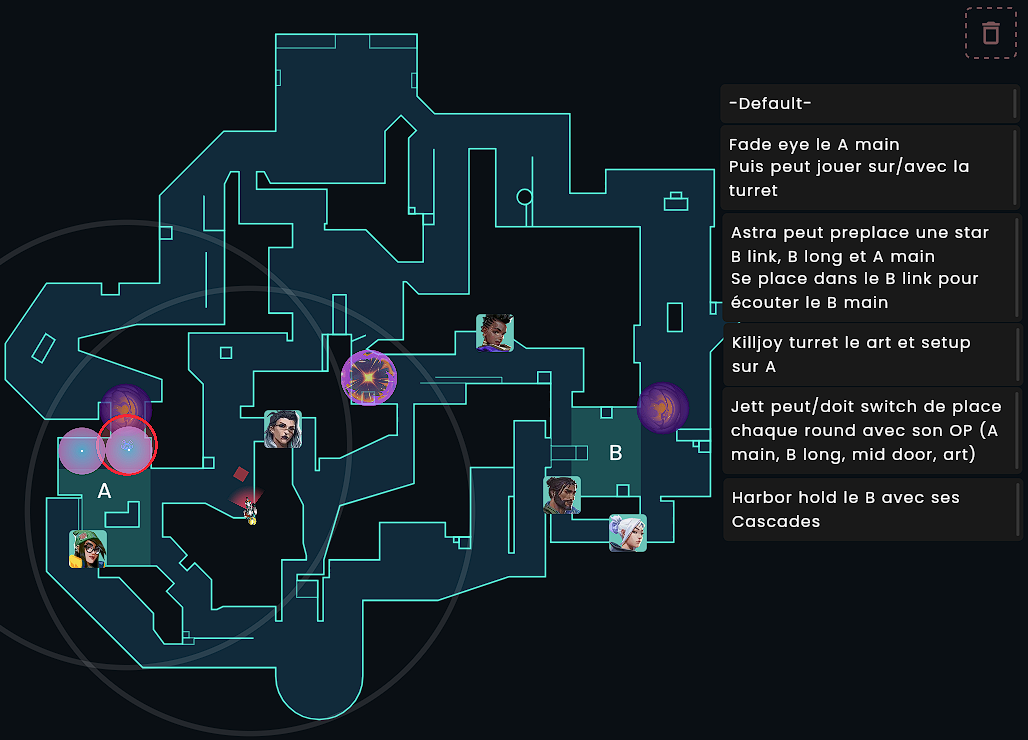 -Default-
Fade eye le A main
Puis peut jouer sur/avec la
turret
Astra peut preplace une star
B link, B long et A main
Se place dans le B link pour
écouter le B main
Killjoy turret le art et setup
sur A
Jett peut/doit switch de place
chaque round avec son OP (A
main, B long, mid door, art)
Harbor hold le B avec ses
Cascades
A
B